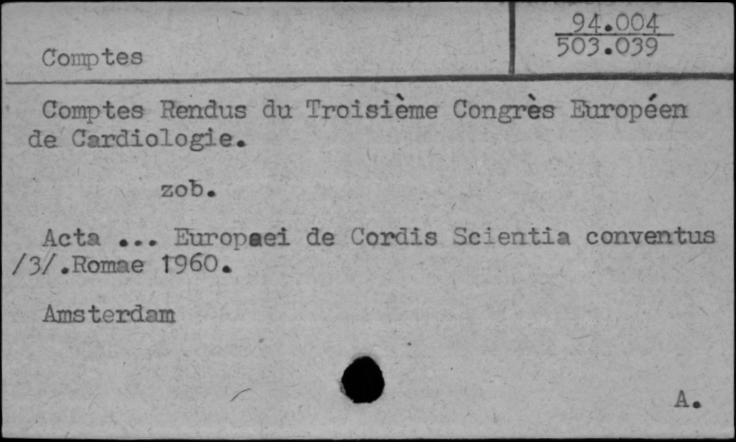 Comptes
94.004
503.039
Comptes Rendus du Troisième Congrès Européen
de Cardiologie.
zob.
Acta ... Europaei de Cordis Scientia conventus
/3/.Romae 1960.
Amsterdam
A.